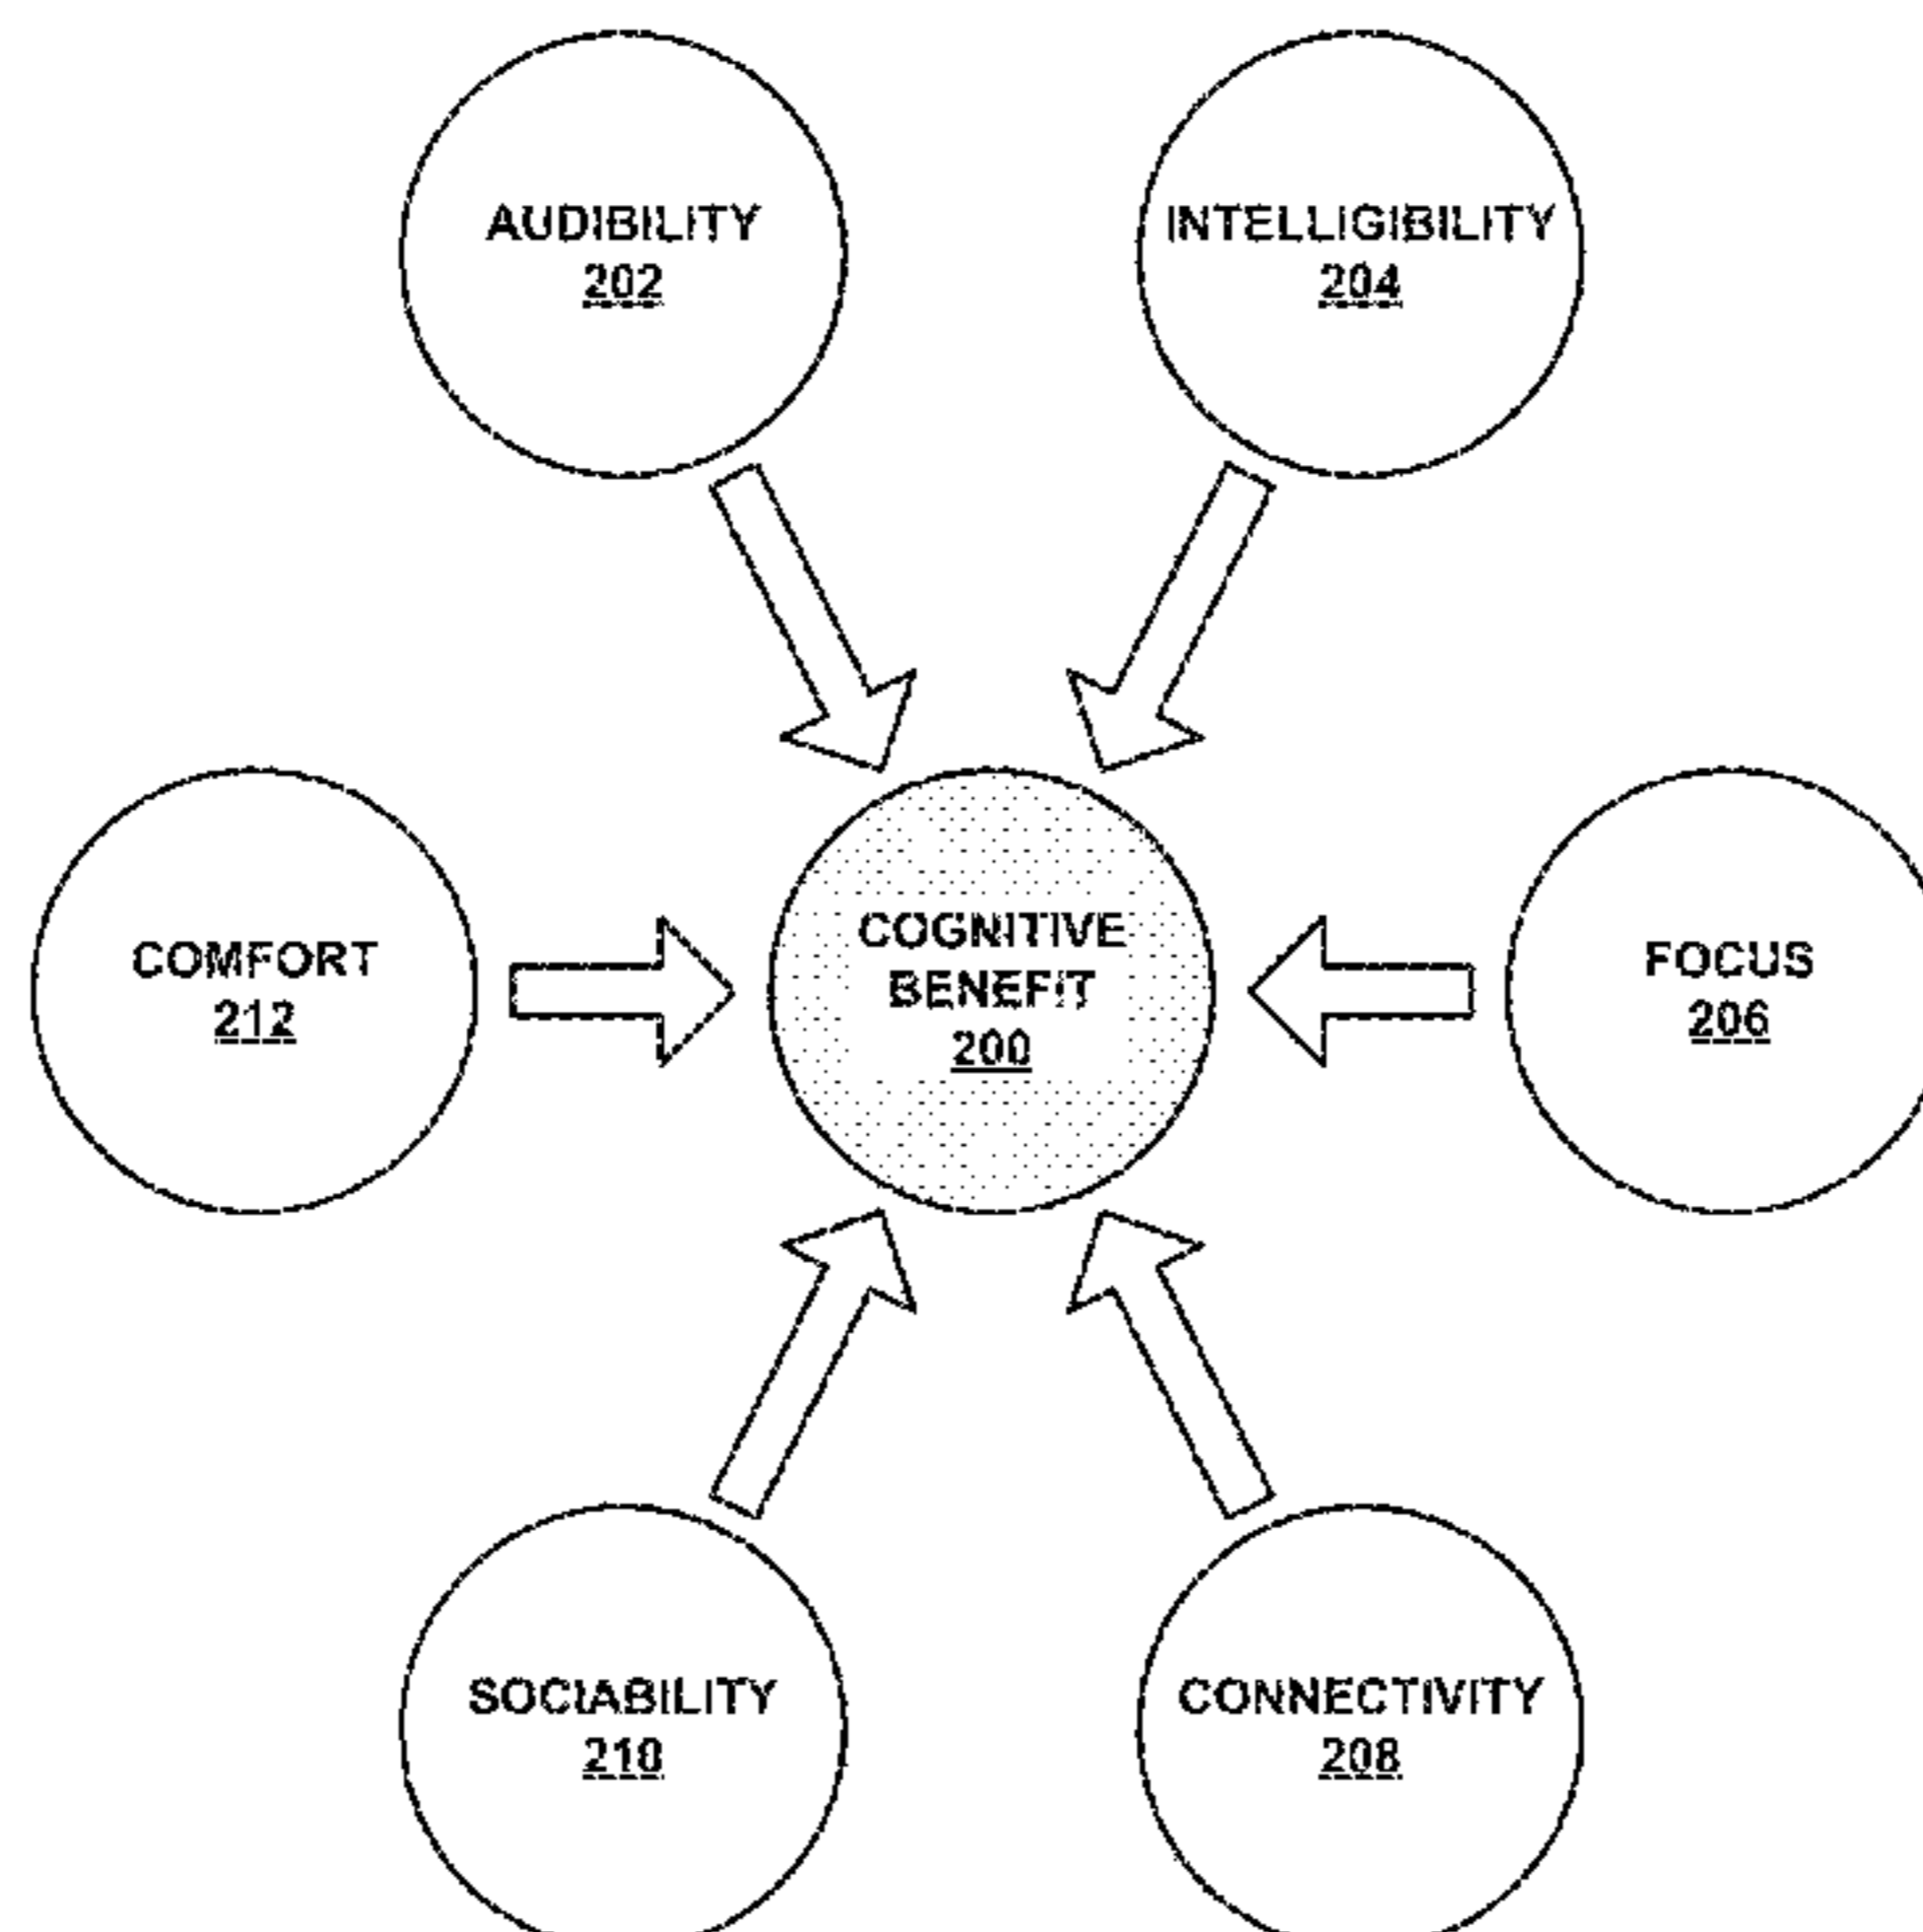 AUDIBILITY
202
INTELLIGIBILITY
204
COMFORT
212
COGNITIVE
BENEFIT
200
FOCUS
206
SOCIABILITY
210
CONNECTIVITY
208